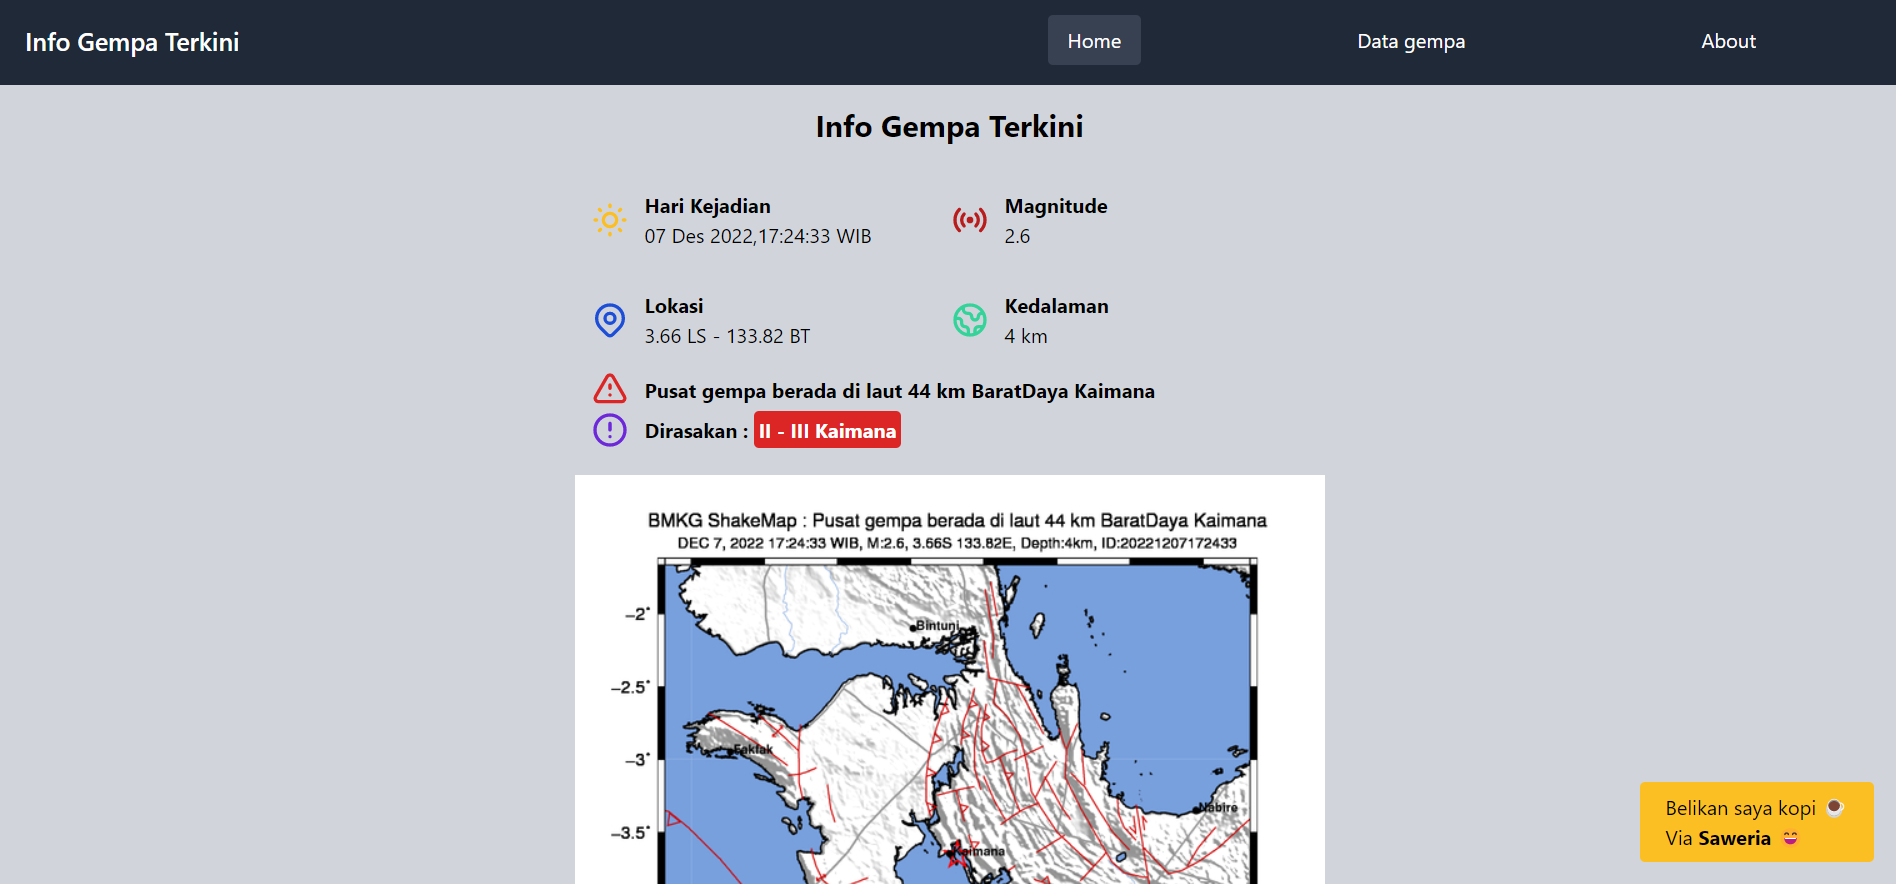 Info Gempa Terkini
Home
Data gempa
About
Info Gempa Terkini
Hari Kejadian
07 Des 2022,17:24:33 WIB
Magnitude
2.6
Lokasi
3.66 LS - 133.82 BT
Kedalaman
4 km
Pusat gempa berada di laut 44 km BaratDaya Kaimana
Dirasakan : II - III Kaimana
BMKG ShakeMap : Pusat gempa berada di laut 44 km BaratDaya Kaimana
DEC 7, 2022 17:24:33 WIB, M:2.6, 3.66S 133.82E, Depth:4km, ID:20221207172433
−2°
Bintuni
−2.5°
−3°
Fakfak
Nabire
−3.5°
Kaimana
Belikan saya kopi ☕
Via Saweria 😄